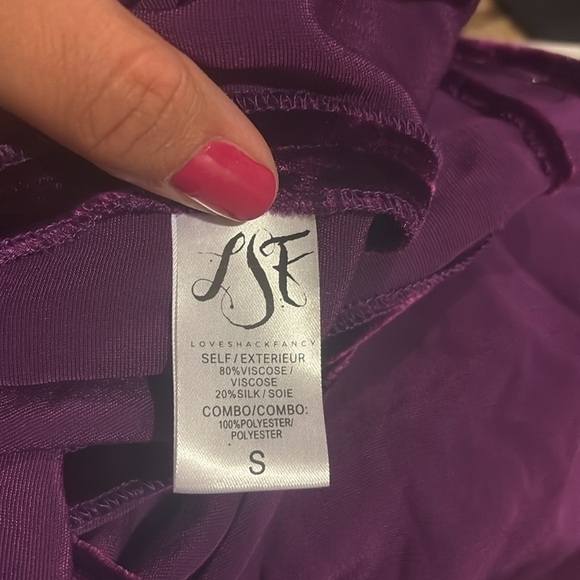 LSF
LOVESHACKFANCY
SELF/EXTERIEUR
80%VISCOSE/
VISCOSE
20%SILK/SOIE
COMBO/COMBO:
100%POLYESTER/
POLYESTER
S